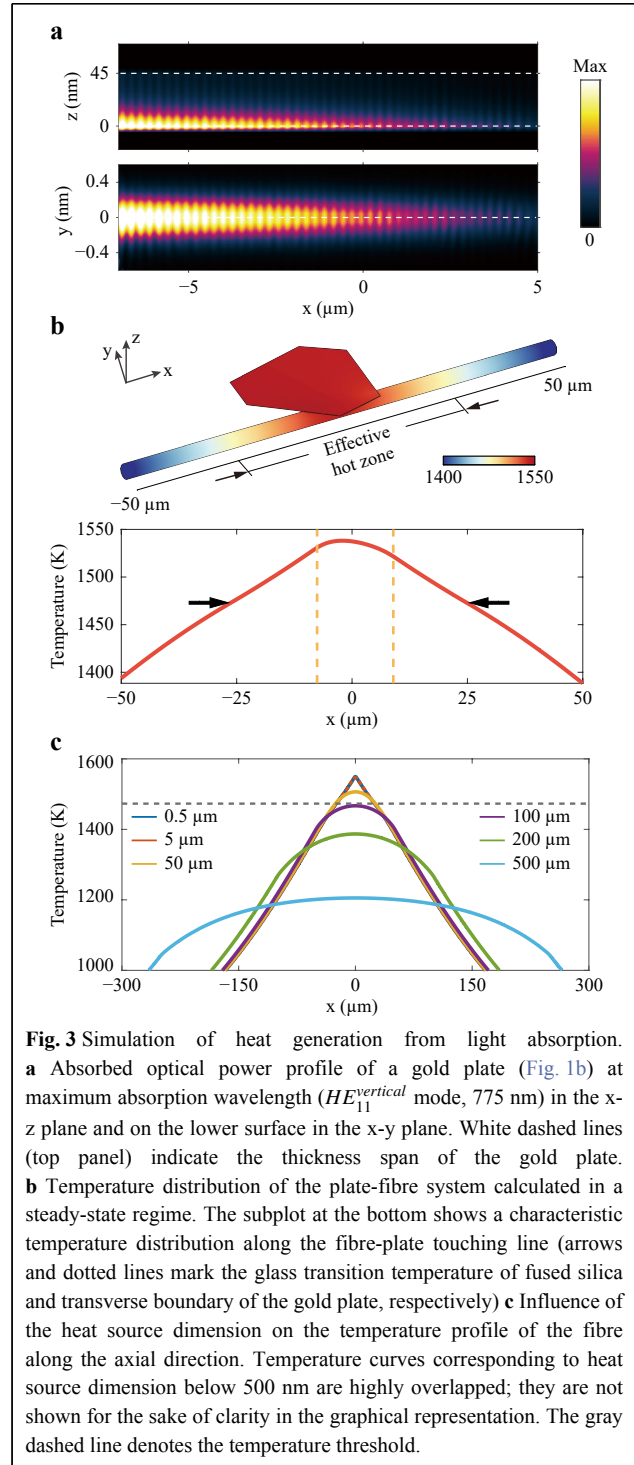 a
Max
45
z (nm)
0
0.4
y (nm)
0
−0.4
0
−5
0
5
x (µm)
b
z
y
x
50 µm
Effective
hot zone
−50 µm
1400
1550
1550
1500
1450
1400
Temperature (K)
−50
−25
0
25
50
x (µm)
c
1600
1400
1200
1000
Temperature (K)
0.5 µm
100 µm
5 µm
200 µm
50 µm
500 µm
−300
−150
0
150
300
x (µm)
Fig. 3 Simulation of heat generation from light absorption.
a Absorbed optical power profile of a gold plate (Fig. 1b) at
maximum absorption wavelength (HE₁₁^vertical mode, 775 nm) in the x-
z plane and on the lower surface in the x-y plane. White dashed lines
(top panel) indicate the thickness span of the gold plate.
b Temperature distribution of the plate-fibre system calculated in a
steady-state regime. The subplot at the bottom shows a characteristic
temperature distribution along the fibre-plate touching line (arrows
and dotted lines mark the glass transition temperature of fused silica
and transverse boundary of the gold plate, respectively) c Influence of
the heat source dimension on the temperature profile of the fibre
along the axial direction. Temperature curves corresponding to heat
source dimension below 500 nm are highly overlapped; they are not
shown for the sake of clarity in the graphical representation. The gray
dashed line denotes the temperature threshold.